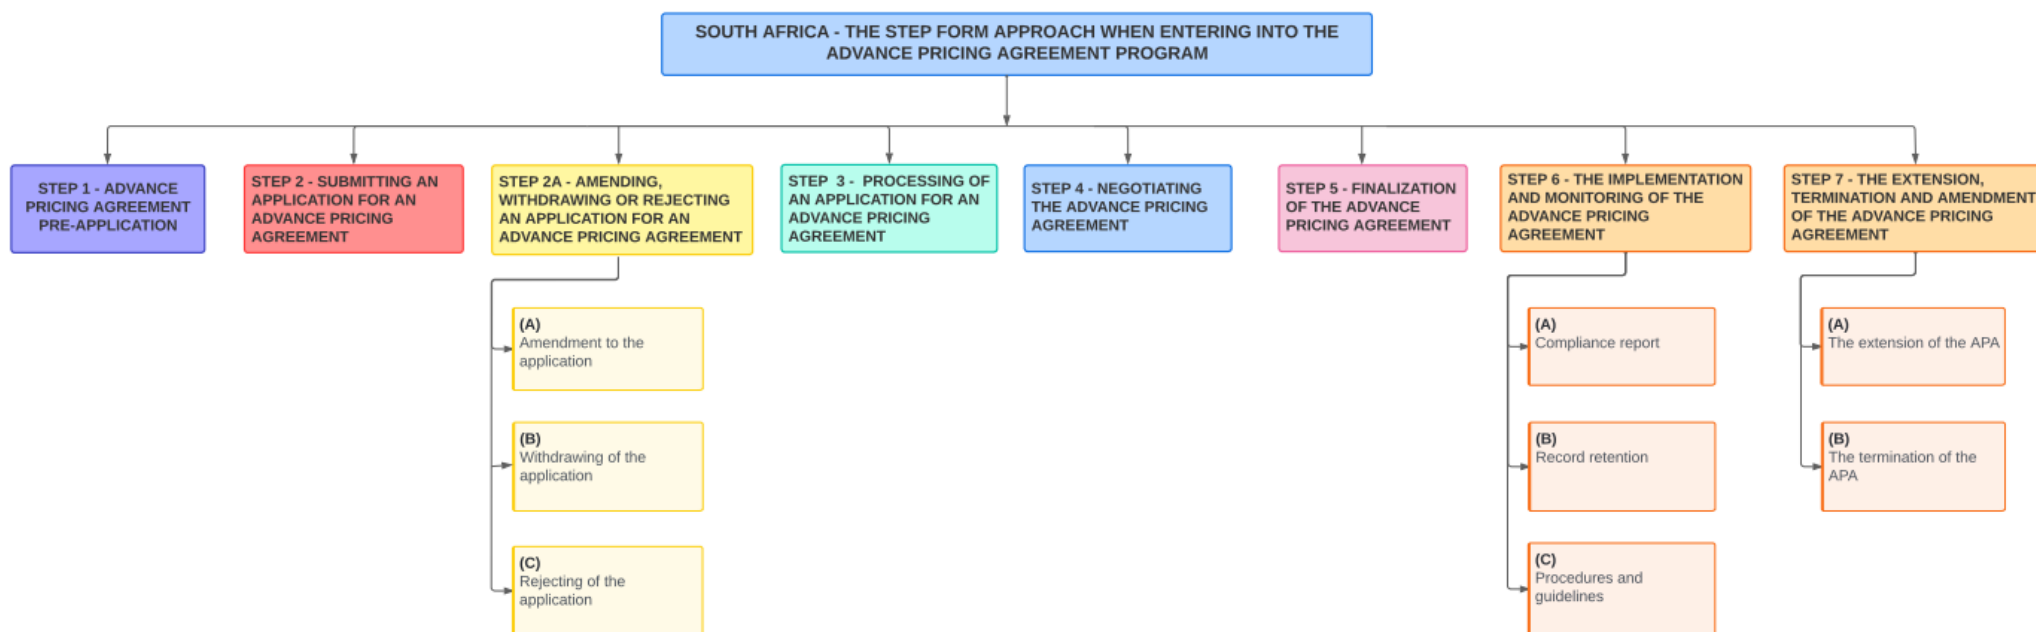 SOUTH AFRICA - THE STEP FORM APPROACH WHEN ENTERING INTO THE
ADVANCE PRICING AGREEMENT PROGRAM
STEP 1 - ADVANCE
PRICING AGREEMENT
PRE-APPLICATION
STEP 2 - SUBMITTING AN
APPLICATION FOR AN
ADVANCE PRICING
AGREEMENT
STEP 2A - AMENDING,
WITHDRAWING OR REJECTING
AN APPLICATION FOR AN
ADVANCE PRICING AGREEMENT
STEP 3 - PROCESSING OF
AN APPLICATION FOR AN
ADVANCE PRICING
AGREEMENT
STEP 4 - NEGOTIATING
THE ADVANCE PRICING
AGREEMENT
STEP 5 - FINALIZATION
OF THE ADVANCE
PRICING AGREEMENT
STEP 6 - THE IMPLEMENTATION
AND MONITORING OF THE
ADVANCE PRICING
AGREEMENT
STEP 7 - THE EXTENSION,
TERMINATION AND AMENDMENT
OF THE ADVANCE PRICING
AGREEMENT
(A)
Amendment to the
application
(B)
Withdrawing of the
application
(C)
Rejecting of the
application
(A)
Compliance report
(B)
Record retention
(C)
Procedures and
guidelines
(A)
The extension of the APA
(B)
The termination of the
APA